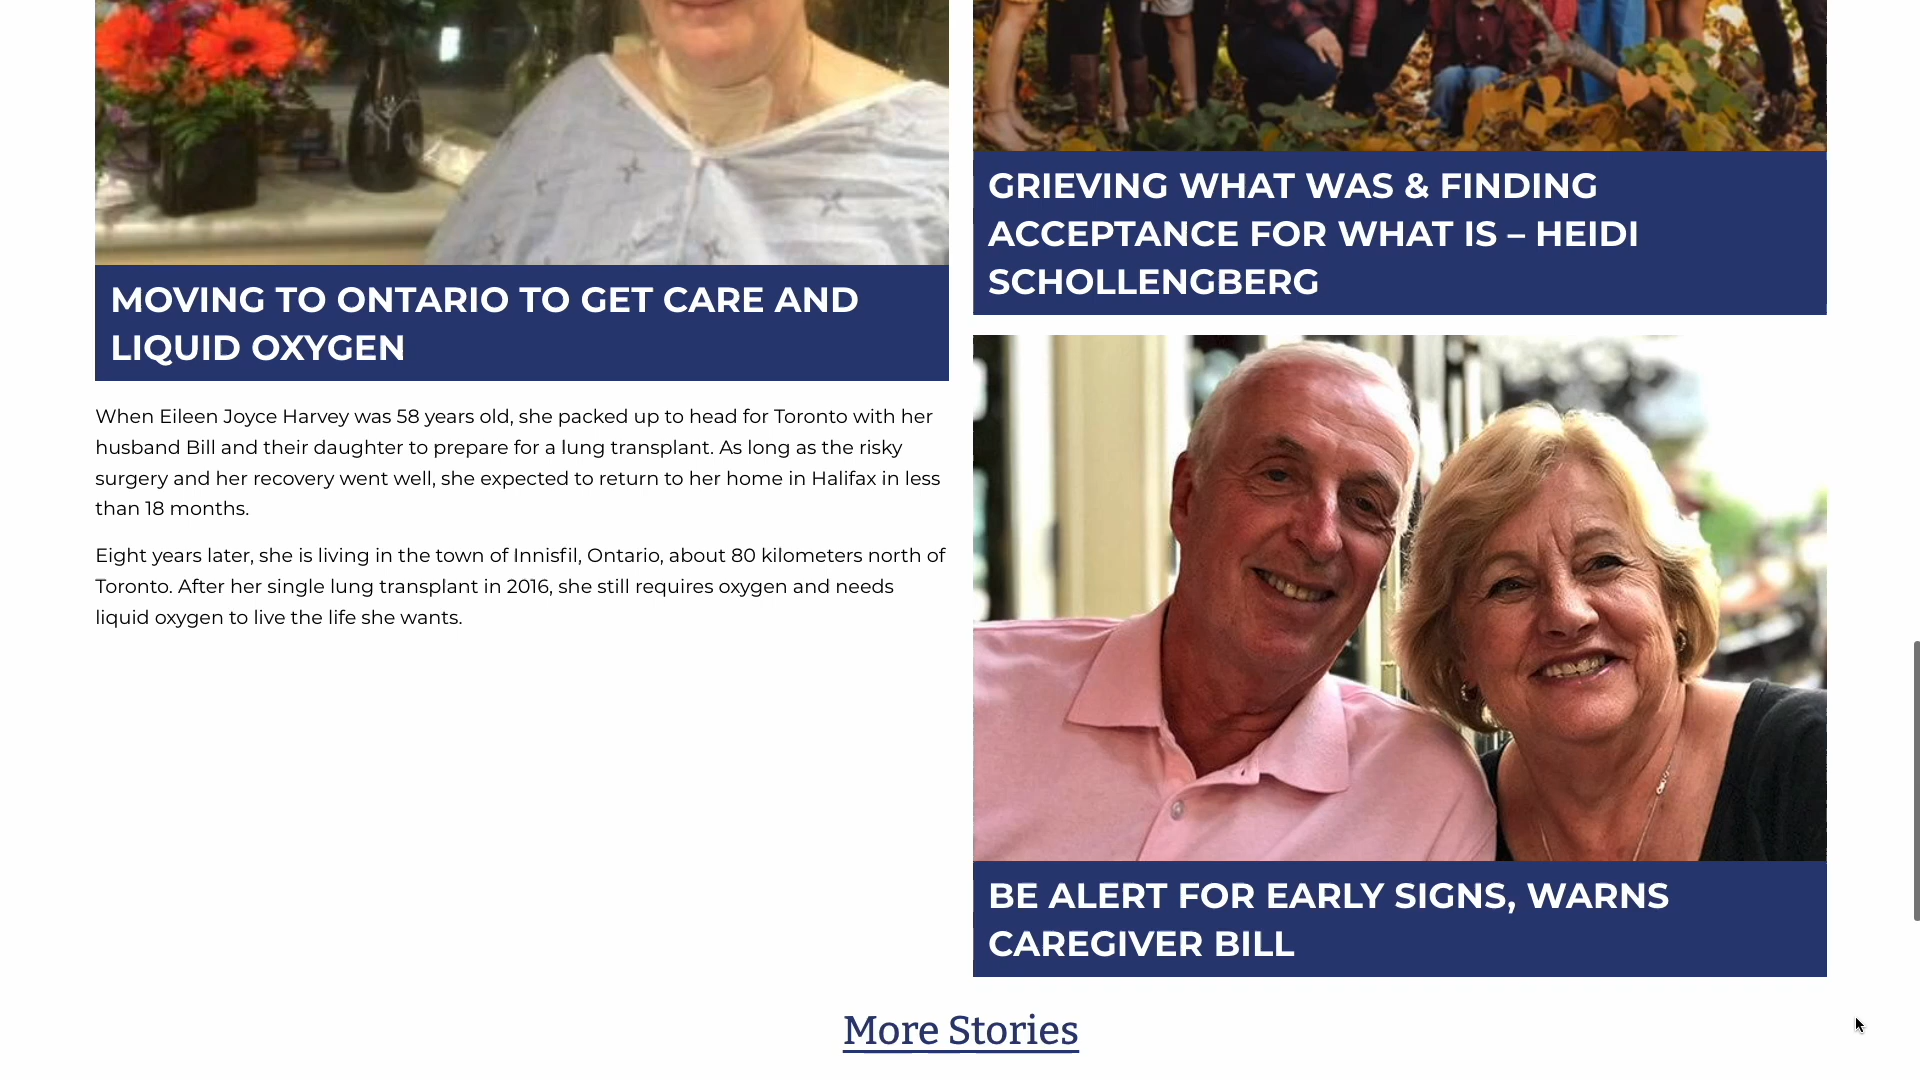 MOVING TO ONTARIO TO GET CARE AND
LIQUID OXYGEN
When Eileen Joyce Harvey was 58 years old, she packed up to head for Toronto with her
husband Bill and their daughter to prepare for a lung transplant. As long as the risky
surgery and her recovery went well, she expected to return to her home in Halifax in less
than 18 months.
Eight years later, she is living in the town of Innisfil, Ontario, about 80 kilometers north of
Toronto. After her single lung transplant in 2016, she still requires oxygen and needs
liquid oxygen to live the life she wants.
GRIEVING WHAT WAS & FINDING
ACCEPTANCE FOR WHAT IS – HEIDI
SCHOLLENGBERG
BE ALERT FOR EARLY SIGNS, WARNS
CAREGIVER BILL
More Stories